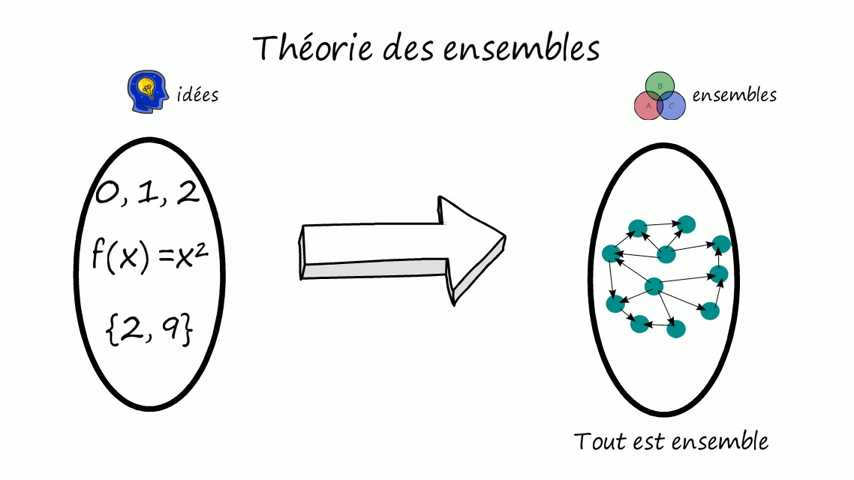 Théorie des ensembles
idées
ensembles
B
A C
0, 1, 2
f(x) = x²
{2, 9}
Tout est ensemble